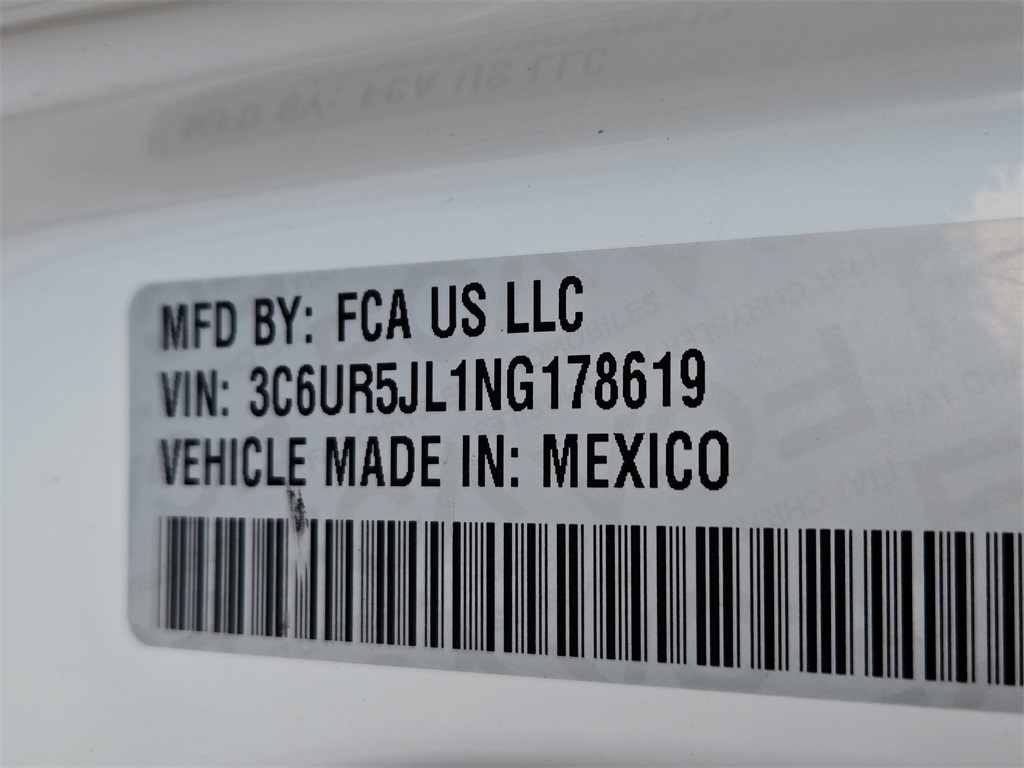 MFD BY: FCA US LLC
VIN: 3C6UR5JL1NG178619
VEHICLE MADE IN: MEXICO